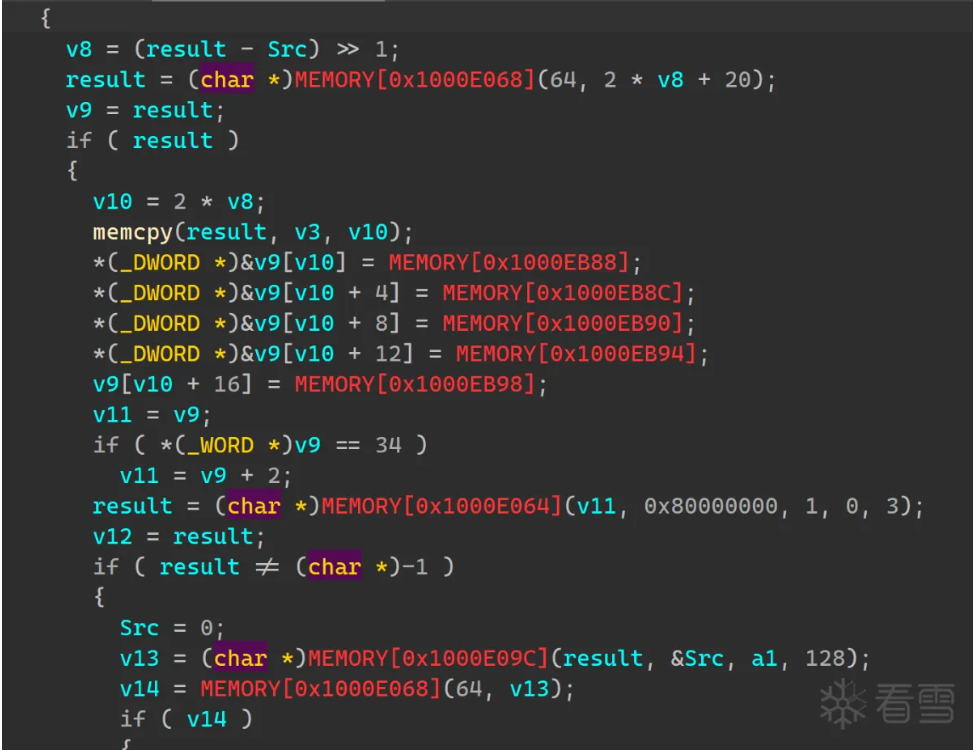 {
v8 = (result - Src) >> 1;
result = (char *)MEMORY[0x1000E068](64, 2 * v8 + 20);
v9 = result;
if ( result )
{
v10 = 2 * v8;
memcpy(result, v3, v10);
*(_DWORD *)&v9[v10] = MEMORY[0x1000EB88];
*(_DWORD *)&v9[v10 + 4] = MEMORY[0x1000EB8C];
*(_DWORD *)&v9[v10 + 8] = MEMORY[0x1000EB90];
*(_DWORD *)&v9[v10 + 12] = MEMORY[0x1000EB94];
v9[v10 + 16] = MEMORY[0x1000EB98];
v11 = v9;
if ( *(_WORD *)v9 == 34 )
v11 = v9 + 2;
result = (char *)MEMORY[0x1000E064](v11, 0x80000000, 1, 0, 3);
v12 = result;
if ( result ≠ (char *)-1 )
{
Src = 0;
v13 = (char *)MEMORY[0x1000E09C](result, &Src, a1, 128);
v14 = MEMORY[0x1000E068](64, v13);
if ( v14 )
{
看雪